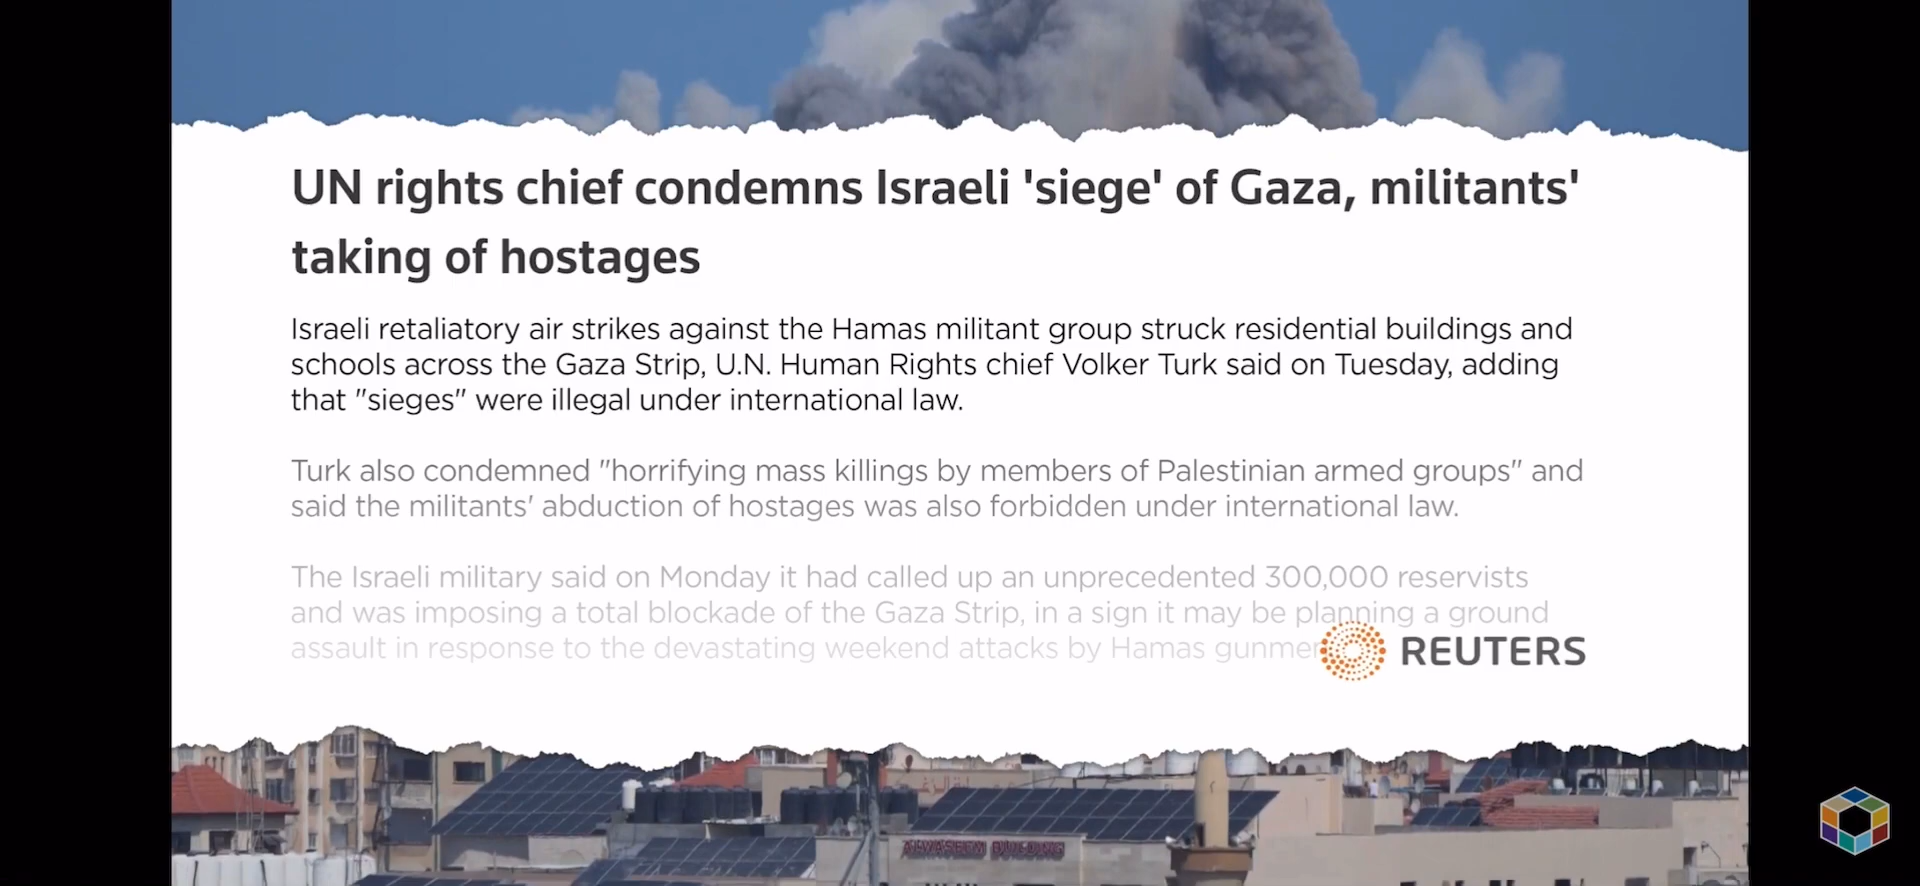 UN rights chief condemns Israeli 'siege' of Gaza, militants'
taking of hostages
Israeli retaliatory air strikes against the Hamas militant group struck residential buildings and
schools across the Gaza Strip, U.N. Human Rights chief Volker Turk said on Tuesday, adding
that "sieges" were illegal under international law.
Turk also condemned "horrifying mass killings by members of Palestinian armed groups" and
said the militants' abduction of hostages was also forbidden under international law.
The Israeli military said on Monday it had called up an unprecedented 300,000 reservists
and was imposing a total blockade of the Gaza Strip, in a sign it may be planning a ground
assault in response to the devastating weekend attacks by Hamas gunmen
REUTERS
ALWASEEM BUILDING